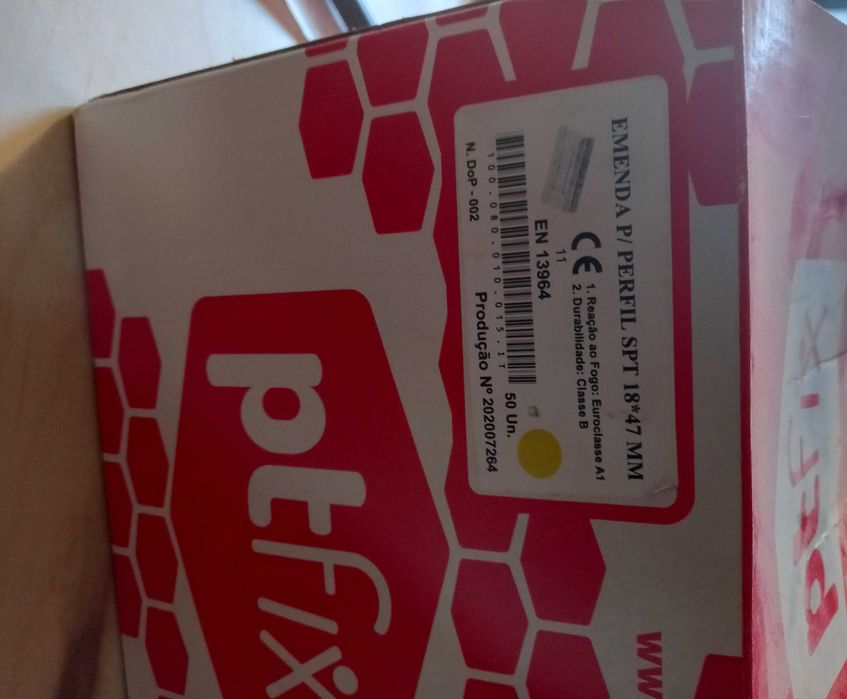 EMENDA P/ PERFIL SPT 18*47 MM
CE
11
EN 13964
1. Reação ao Fogo: Euroclasse A1
2. Durabilidade: Classe B
100.080-010.015.1T
50 Un.
N. DoP - 002
Produção Nº 202007264
ptfix
ww
ptfix